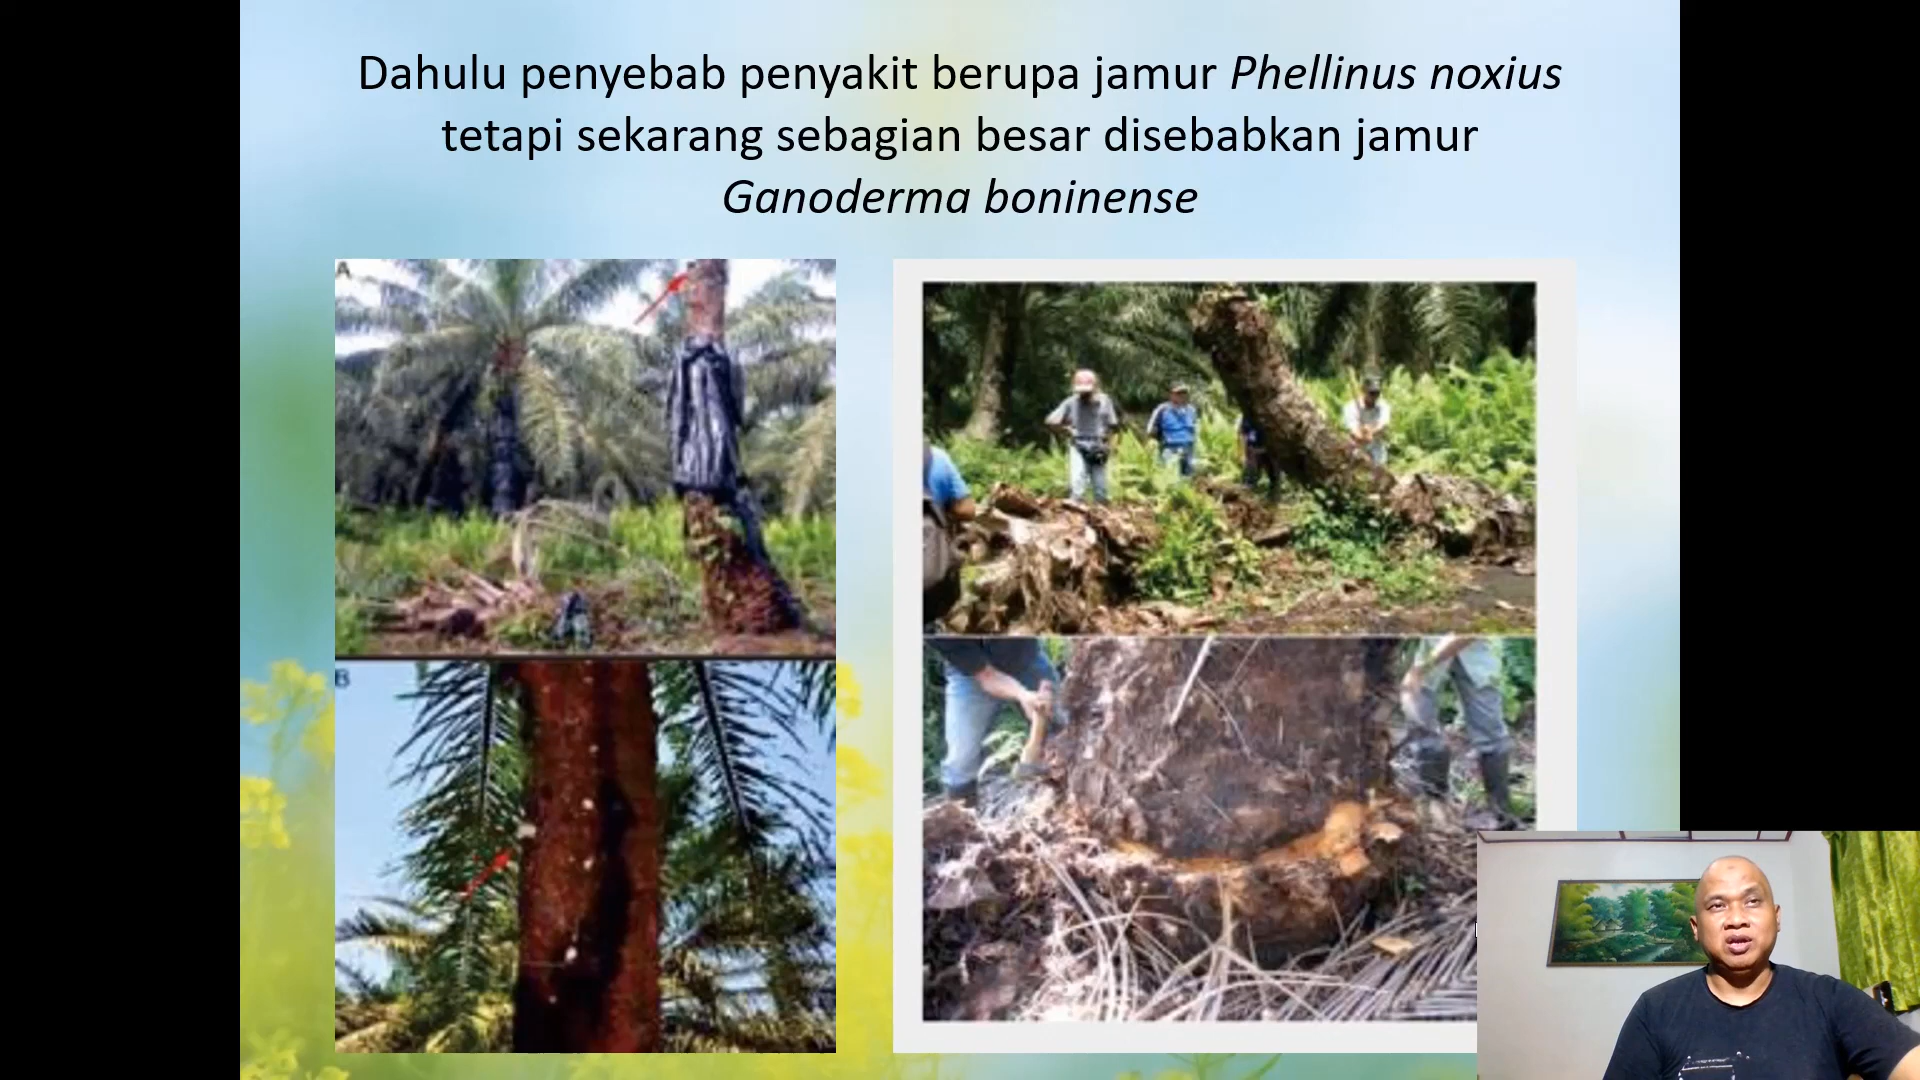 Dahulu penyebab penyakit berupa jamur Phellinus noxius
tetapi sekarang sebagian besar disebabkan jamur
Ganoderma boninense
A
B